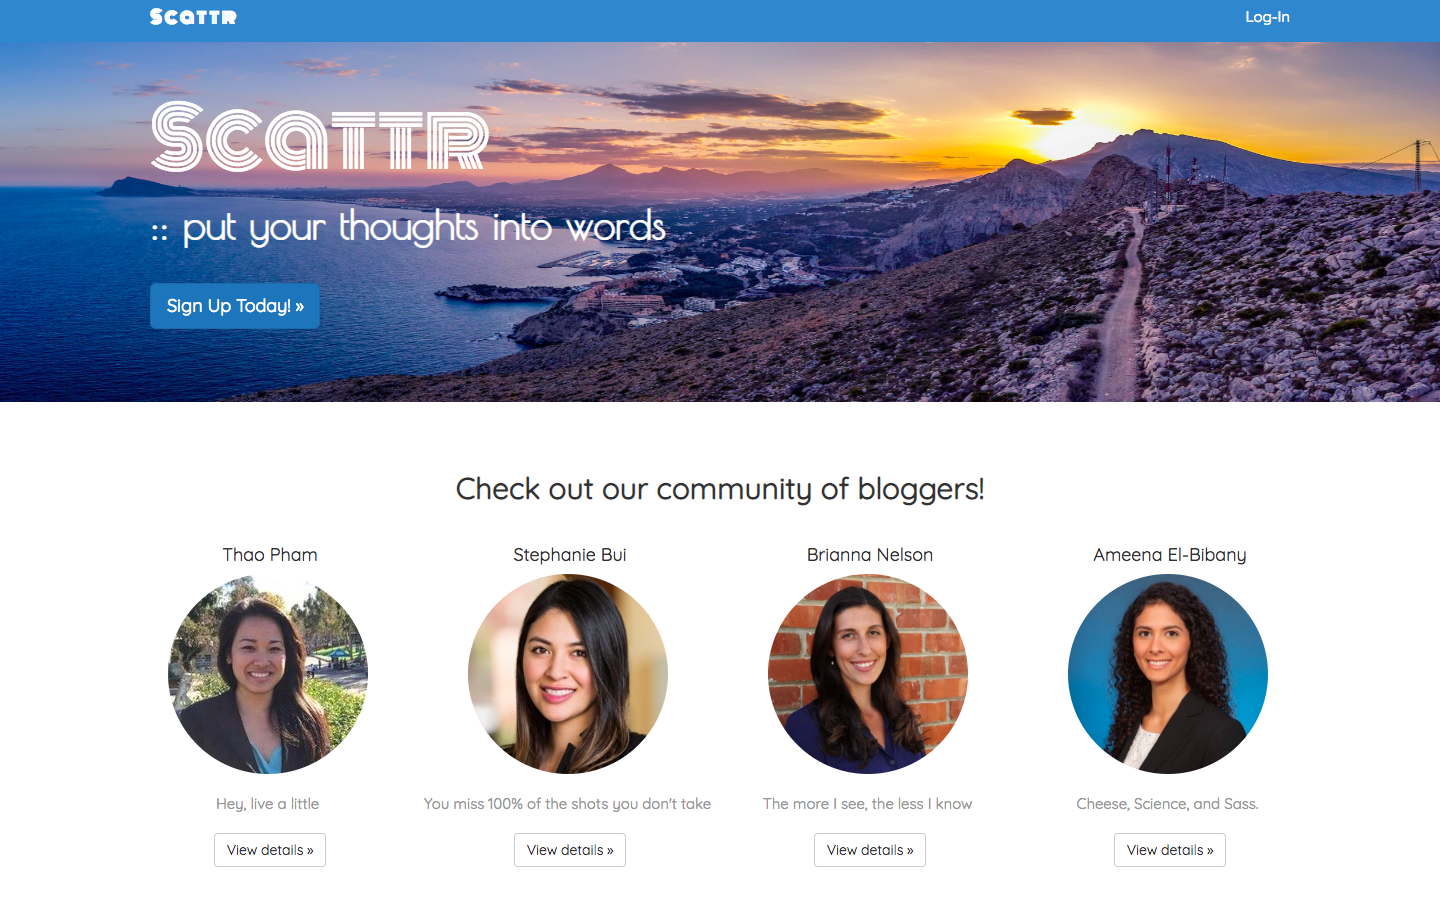 Scattr
Log-In
Scattr
:: put your thoughts into words
Sign Up Today! »
Check out our community of bloggers!
Thao Pham
Stephanie Bui
Brianna Nelson
Ameena El-Bibany
Hey, live a little
You miss 100% of the shots you don't take
The more I see, the less I know
Cheese, Science, and Sass.
View details »
View details »
View details »
View details »